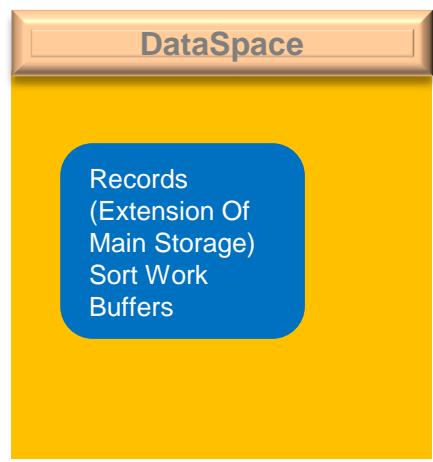 DataSpace
Records
(Extension Of
Main Storage)
Sort Work
Buffers